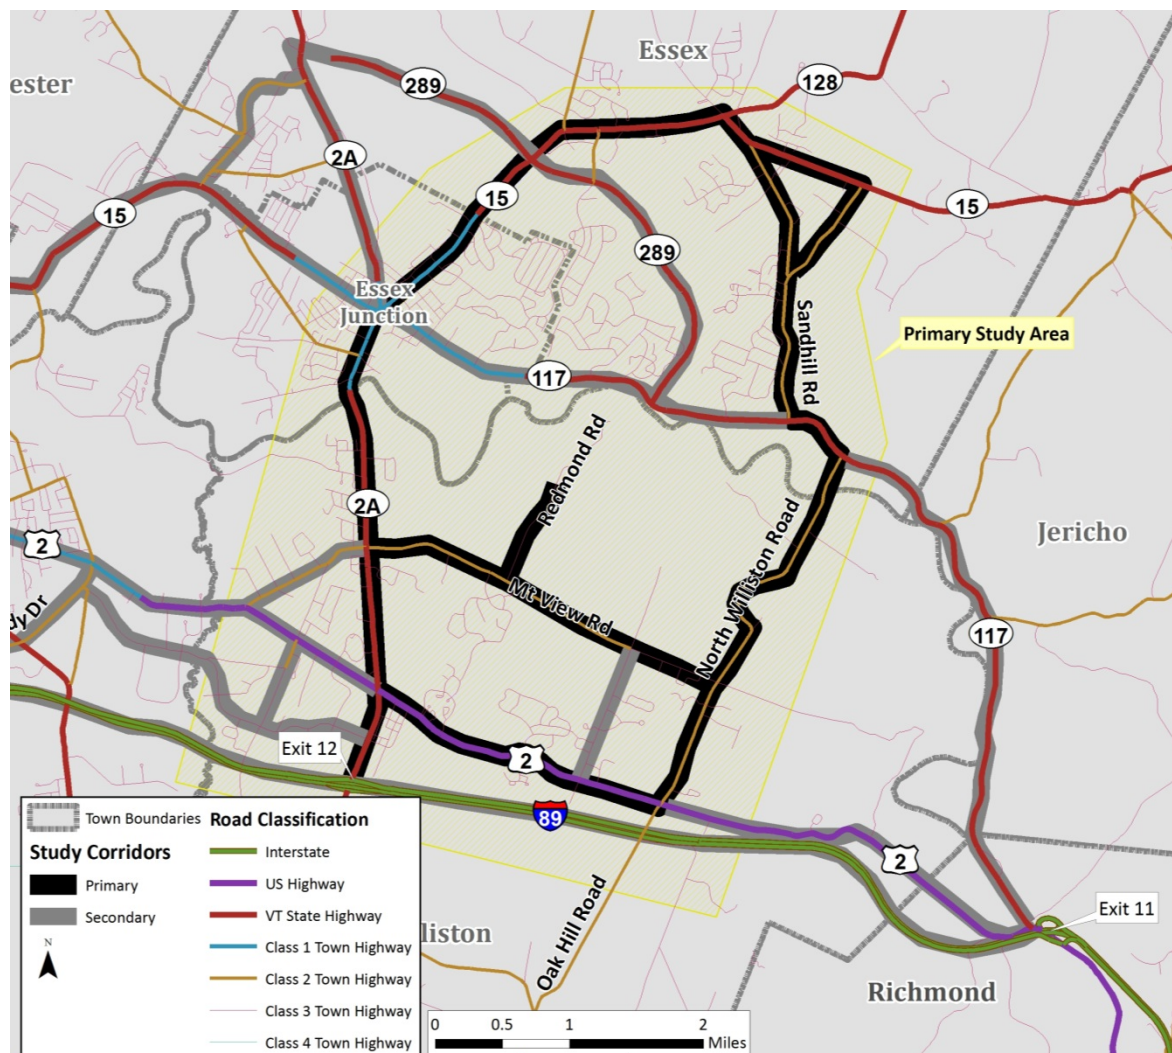 Essex
ester
289
128
2A
15
15
15
289
Essex
Junction
Primary Study Area
Sandhill Rd
117
Redmond Rd
2A
North Williston Road
Jericho
2
Mt View Rd
dy Dr
117
Exit 12
2
89
2
Exit 11
Oak Hill Road
lliston
Richmond
Town Boundaries
Study Corridors
Primary
Secondary
N
Road Classification
Interstate
US Highway
VT State Highway
Class 1 Town Highway
Class 2 Town Highway
Class 3 Town Highway
Class 4 Town Highway
0 0.5 1 2
Miles